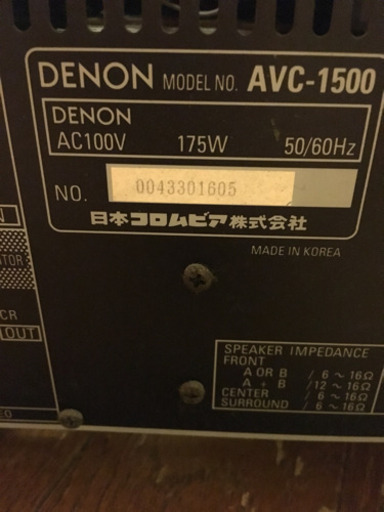 DENON MODEL NO. AVC-1500
DENON
AC100V 175W 50/60Hz
NO. 0043301605
日本コロムビア株式会社
MADE IN KOREA
CR
OUT
SPEAKER IMPEDANCE
FRONT
A OR B / 6 ~ 16Ω
A + B / 12 ~ 16Ω
CENTER / 6 ~ 16Ω
SURROUND / 6 ~ 16Ω